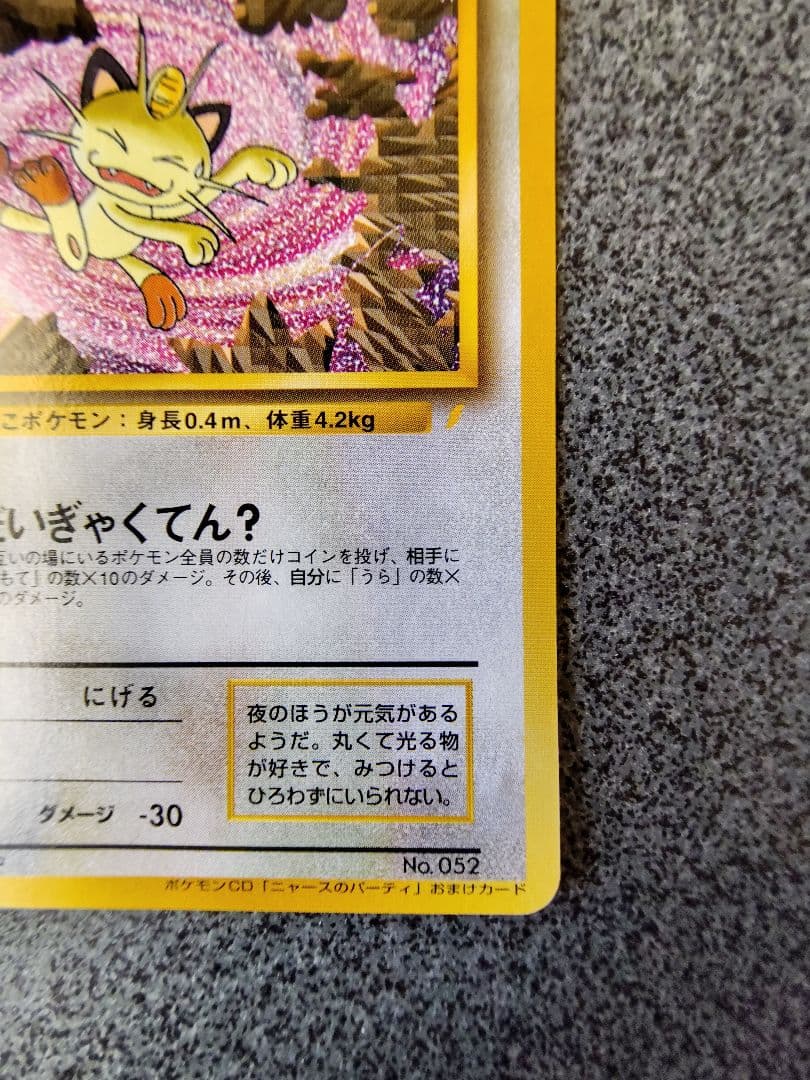 こポケモン：身長0.4m、体重4.2kg
いぎゃくてん？
互いの場にいるポケモン全員の数だけコインを投げ、相手に
もて」の数×10のダメージ。その後、自分に「うら」の数×
のダメージ。
にげる
夜のほうが元気がある
ようだ。丸くて光る物
が好きで、みつけると
ひろわずにいられない。
ダメージ -30
No. 052
ポケモンCD「ニャースのパーティ」おまけカード